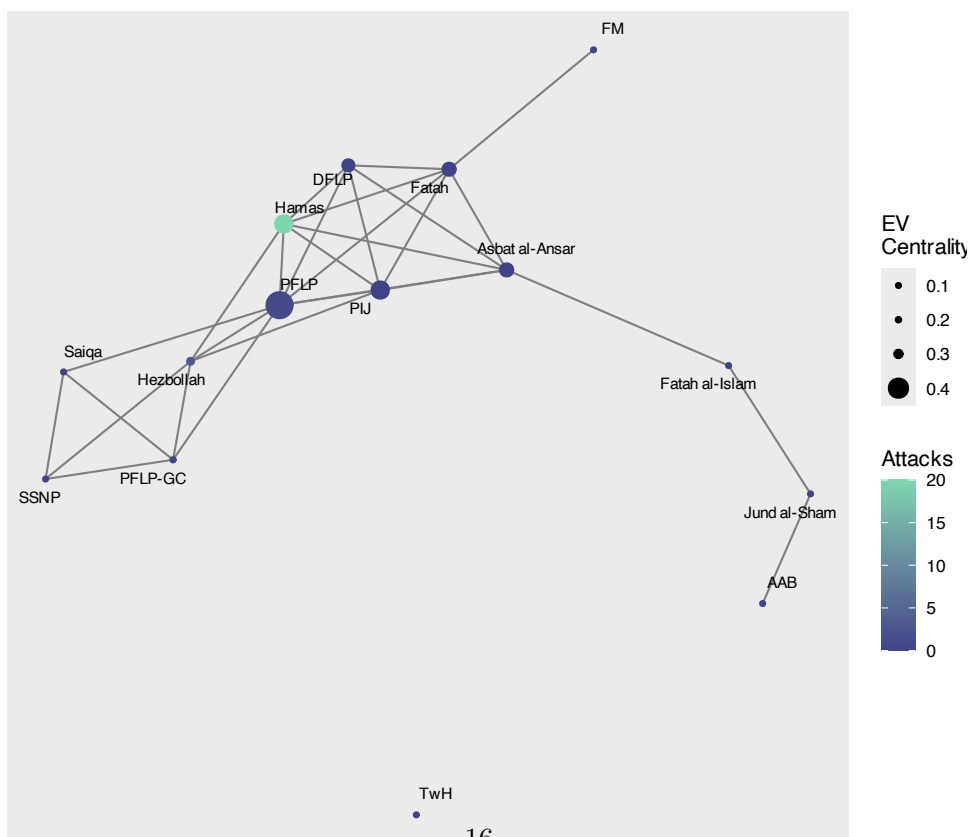 FM
DFLP
Fatah
Hamas
Asbat al-Ansar
PFLP
PIJ
Saiqa
Hezbollah
Fatah al-Islam
PFLP-GC
SSNP
Jund al-Sham
AAB
TwH
16
EV
Centrality
0.1
0.2
0.3
0.4
Attacks
20
15
10
5
0